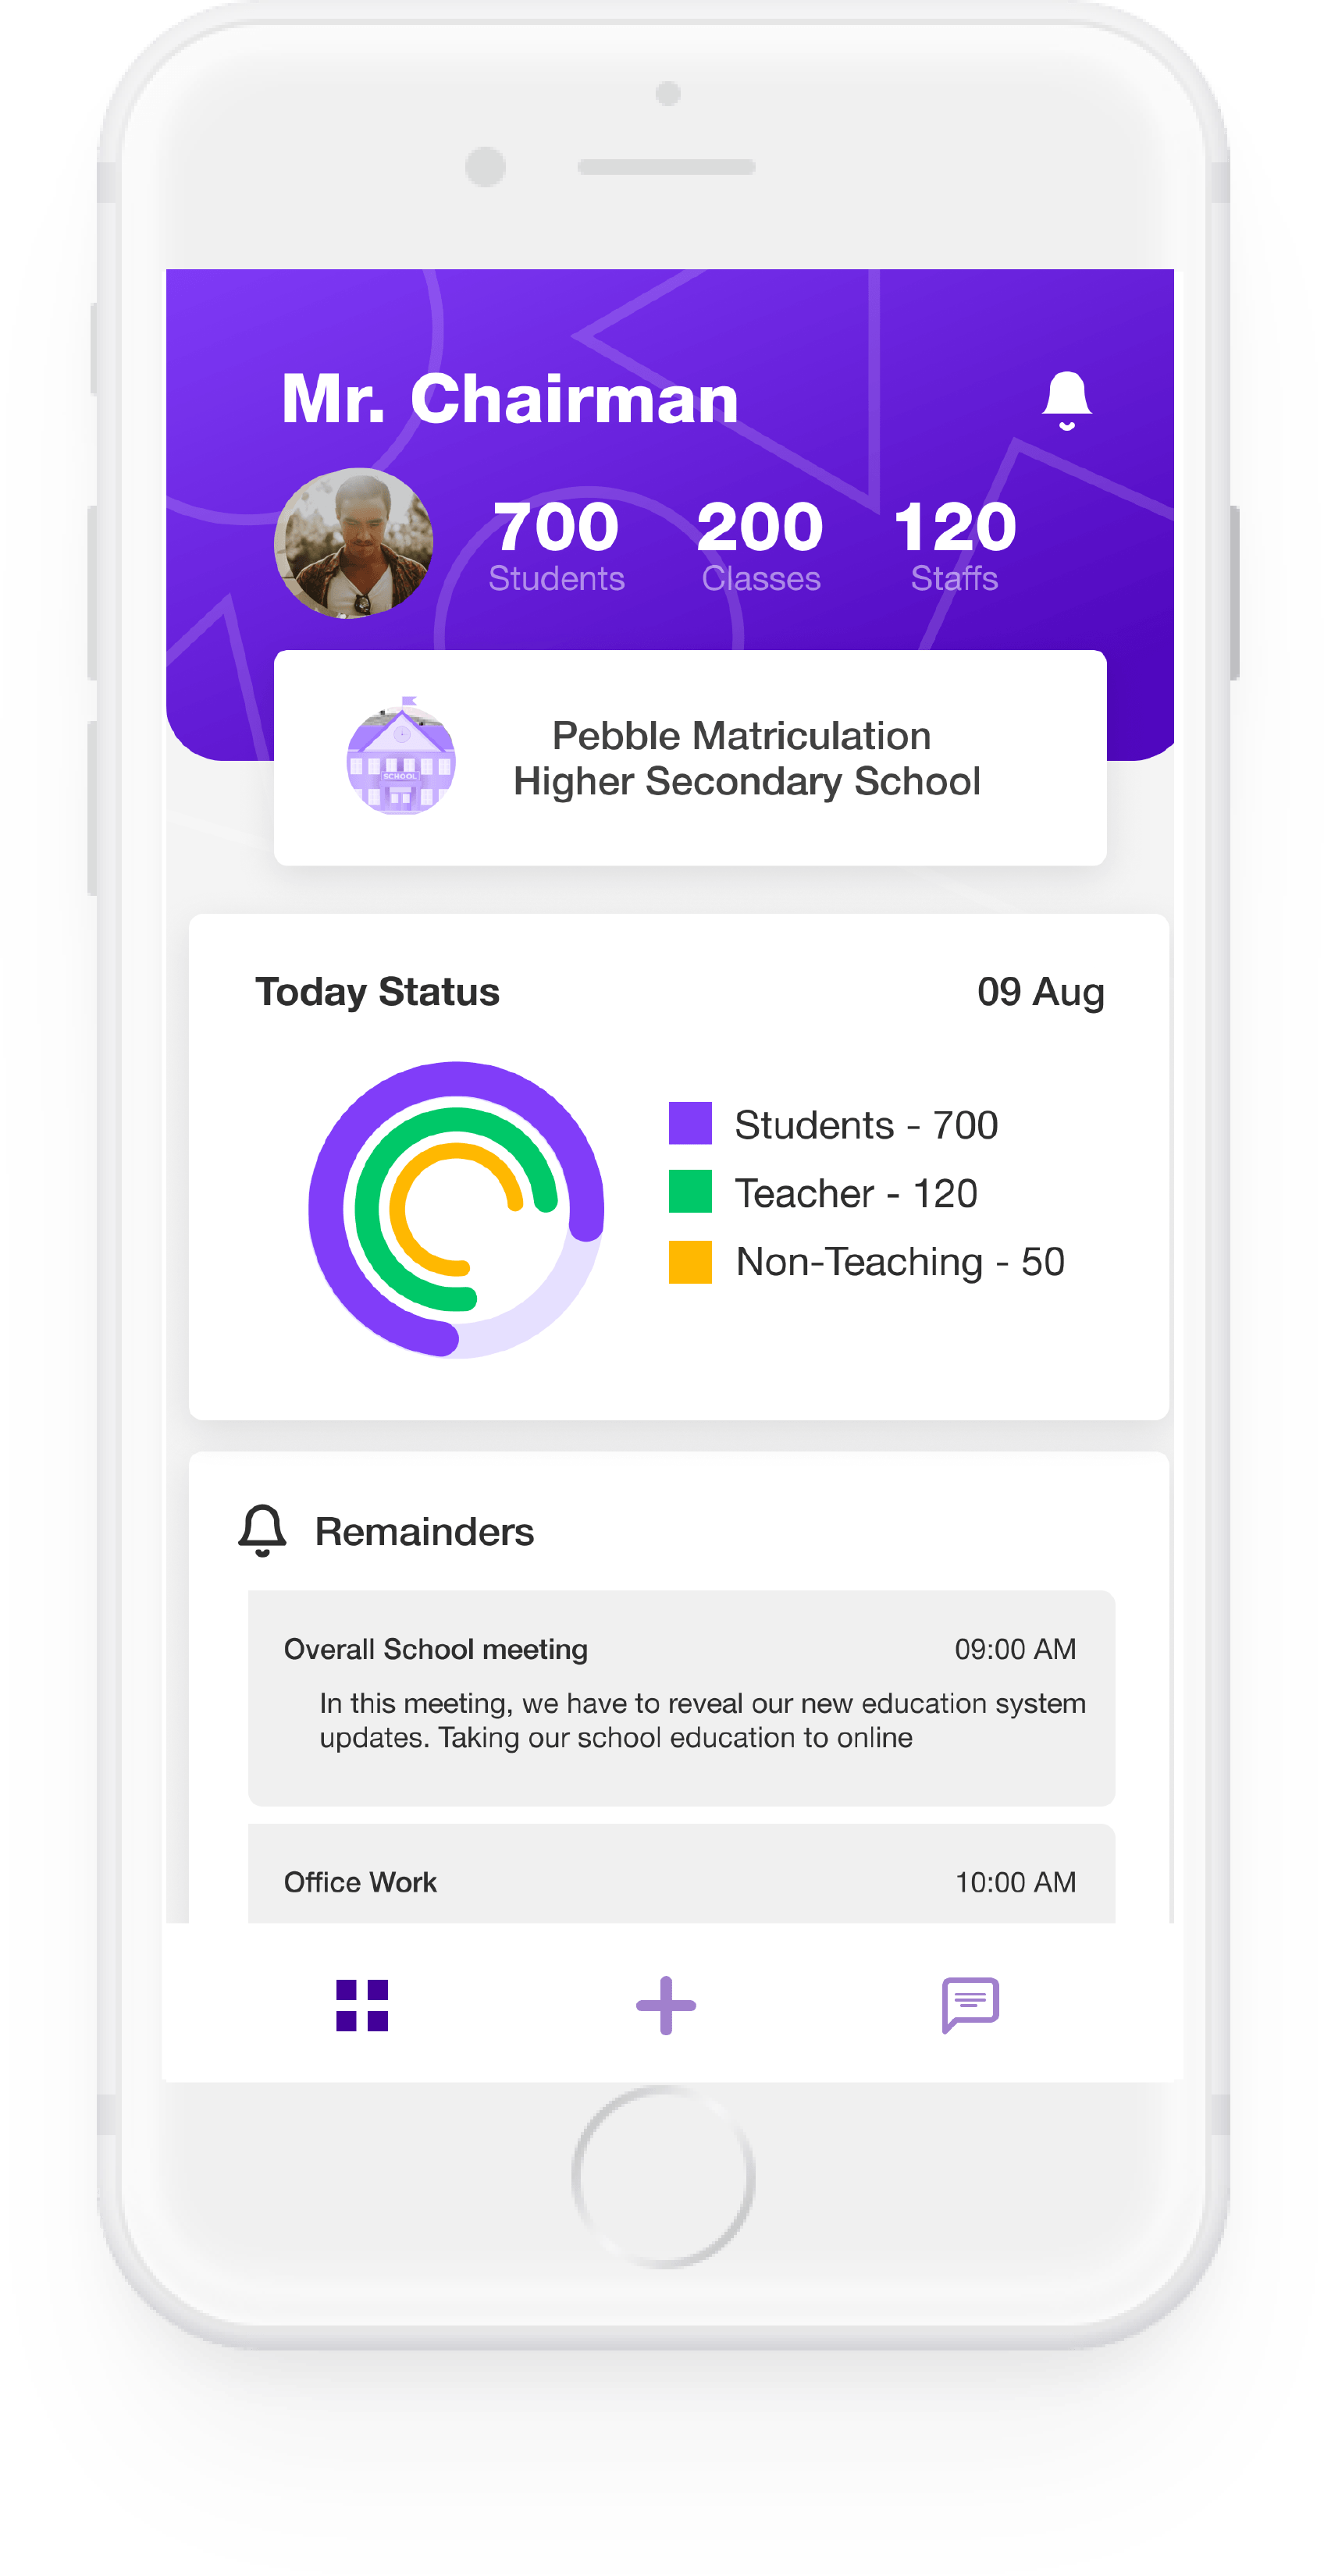 Mr. Chairman
700 200 120
Students Classes Staffs
SCHOOL
Pebble Matriculation
Higher Secondary School
Today Status 09 Aug
Students - 700
Teacher - 120
Non-Teaching - 50
Remainders
Overall School meeting 09:00 AM
In this meeting, we have to reveal our new education system
updates. Taking our school education to online
Office Work 10:00 AM